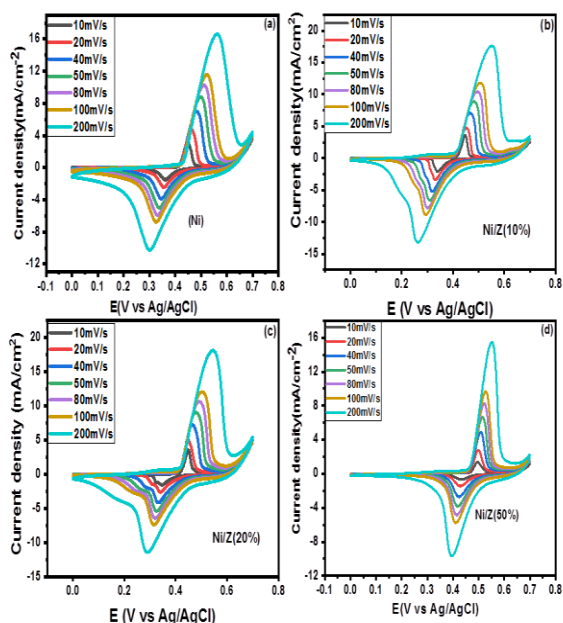 (a)
10mV/s
20mV/s
40mV/s
50mV/s
80mV/s
100mV/s
200mV/s
16
12
8
4
0
-4
-8
-12
Current density(mA/cm-2)
(Ni)
-0.1 0.0 0.1 0.2 0.3 0.4 0.5 0.6 0.7 0.8
E(V vs Ag/AgCl)
(b)
10mV/s
20mV/s
40mV/s
50mV/s
80mV/s
100mV/s
200mV/s
20
15
10
5
0
-5
-10
-15
Current density(mA/cm²)
Ni/Z(10%)
0.0 0.2 0.4 0.6 0.8
E (V vs Ag/AgCl)
(c)
10mV/s
20mV/s
40mV/s
50mV/s
80mV/s
100mV/s
200mV/s
25
20
15
10
5
0
-5
-10
-15
Current density (mA/cm²)
Ni/Z(20%)
0.0 0.2 0.4 0.6 0.8
E (V vs Ag/AgCl)
(d)
10mV/s
20mV/s
40mV/s
50mV/s
80mV/s
100mV/s
200mV/s
16
12
8
4
0
-4
-8
-12
Current density(mA/cm-2)
Ni/Z(50%)
0.0 0.1 0.2 0.3 0.4 0.5 0.6 0.7 0.8
E(V vs Ag/AgCl)